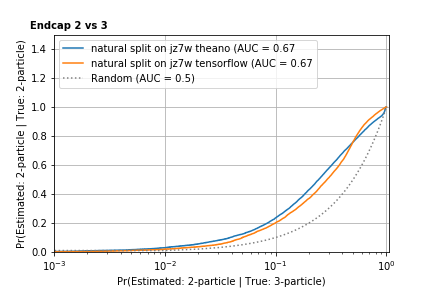 Endcap 2 vs 3
Pr(Estimated: 2-particle | True: 2-particle)
1.4
1.2
1.0
0.8
0.6
0.4
0.2
0.0
natural split on jz7w theano (AUC = 0.67
natural split on jz7w tensorflow (AUC = 0.67
Random (AUC = 0.5)
10⁻³
10⁻²
10⁻¹
10⁰
Pr(Estimated: 2-particle | True: 3-particle)